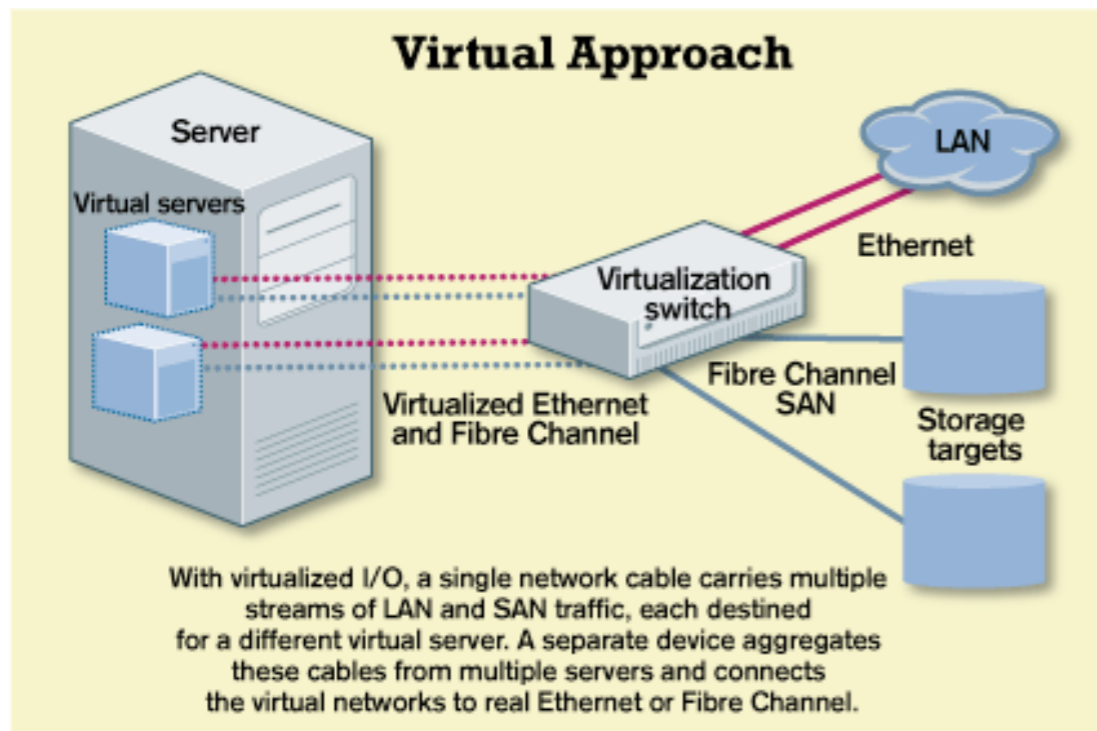 Virtual Approach
Server
LAN
Virtual servers
Ethernet
Virtualization
switch
Fibre Channel
SAN
Virtualized Ethernet
and Fibre Channel
Storage
targets
With virtualized I/O, a single network cable carries multiple
streams of LAN and SAN traffic, each destined
for a different virtual server. A separate device aggregates
these cables from multiple servers and connects
the virtual networks to real Ethernet or Fibre Channel.